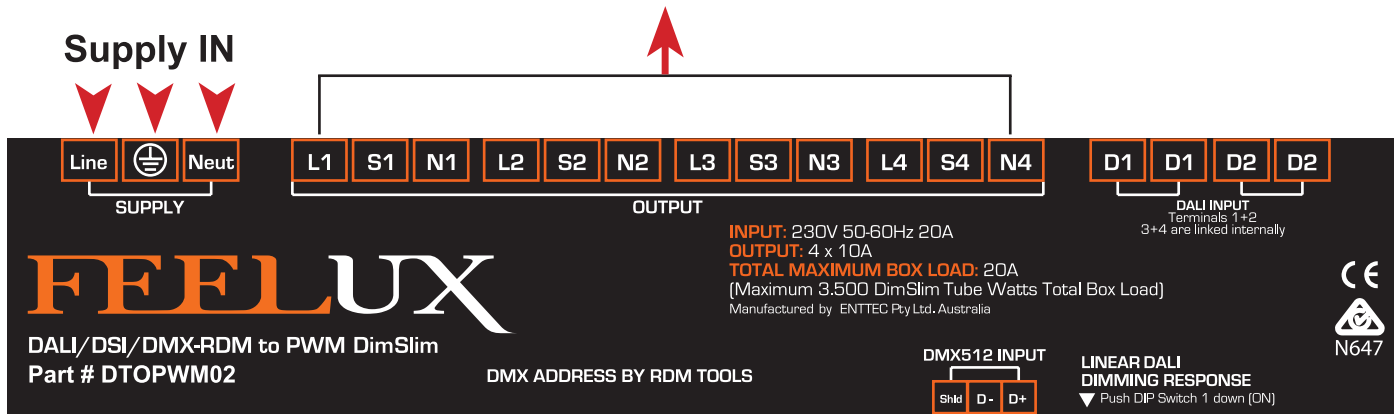 Supply IN
Line Neut L1 S1 N1 L2 S2 N2 L3 S3 N3 L4 S4 N4 D1 D1 D2 D2
SUPPLY
OUTPUT
DALI INPUT
Terminals 1+2
3+4 are linked internally
INPUT: 230V 50-60Hz 20A
OUTPUT: 4 x 10A
TOTAL MAXIMUM BOX LOAD: 20A
(Maximum 3.500 DimSlim Tube Watts Total Box Load)
Manufactured by ENTTEC Pty Ltd. Australia
FEELUX
DALI/DSI/DMX-RDM to PWM DimSlim
Part # DTOPWM02
DMX ADDRESS BY RDM TOOLS
DMX512 INPUT
Shld D- D+
LINEAR DALI
DIMMING RESPONSE
▼ Push DIP Switch 1 down (ON)
CE
N647